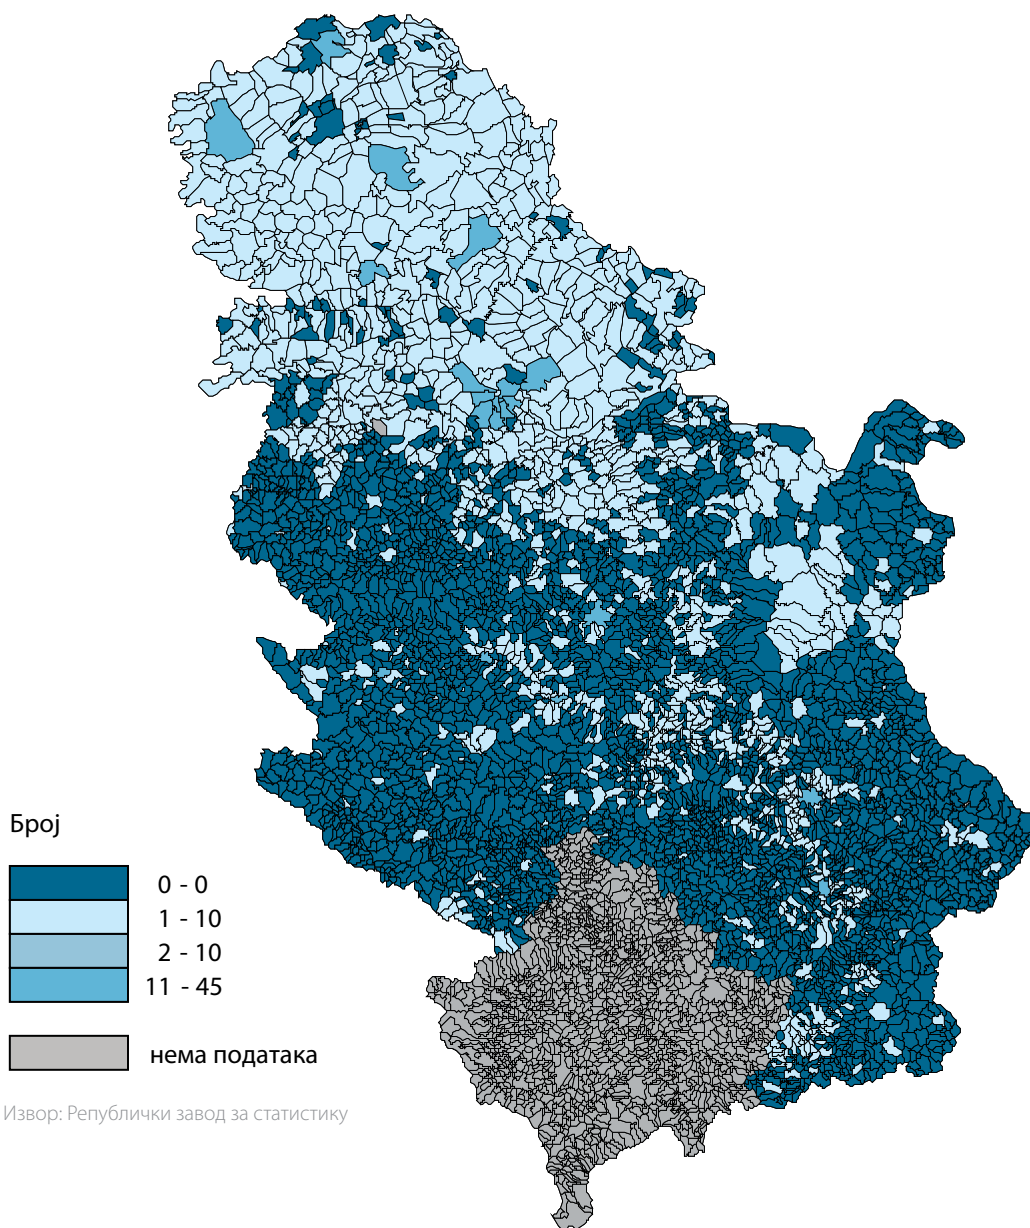 Број
0 - 0
1 - 10
2 - 10
11 - 45
нема података
Извор: Републички завод за статистику